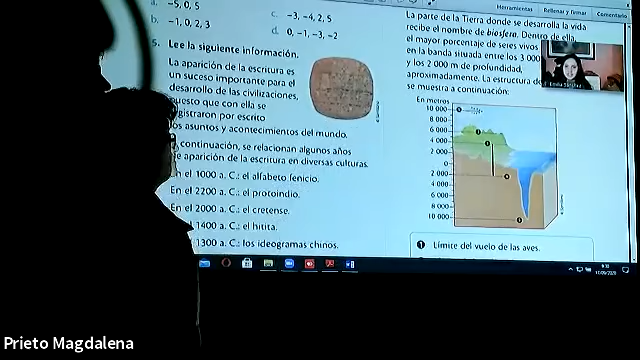 Herramientas Rellenar y firmar Comentario
a. −5, 0, 5
c. −3, −4, 2, 5
b. −1, 0, 2, 3
d. 0, −1, −3, −2
5. Lee la siguiente información.
La aparición de la escritura es
un suceso importante para el
desarrollo de las civilizaciones,
puesto que con ella se
registraron por escrito
los asuntos y acontecimientos del mundo.
continuación, se relacionan algunos años
de aparición de la escritura en diversas culturas.
En el 1000 a. C.: el alfabeto fenicio.
En el 2200 a. C.: el protoindio.
En el 2000 a. C.: el cretense.
1400 a. C.: el hitita.
1300 a. C.: los ideogramas chinos.
La parte de la Tierra donde se desarrolla la vida
recibe el nombre de biosfera. Dentro de ella,
el mayor porcentaje de seres vivos
en la banda situada entre los 3 000
y los 2 000 m de profundidad,
aproximadamente. La estructura de
se muestra a continuación:
En metros
10 000
8 000
6 000
4 000
2 000
0
2 000
4 000
6 000
8 000
10 000
1 Límite del vuelo de las aves.
Prieto Magdalena